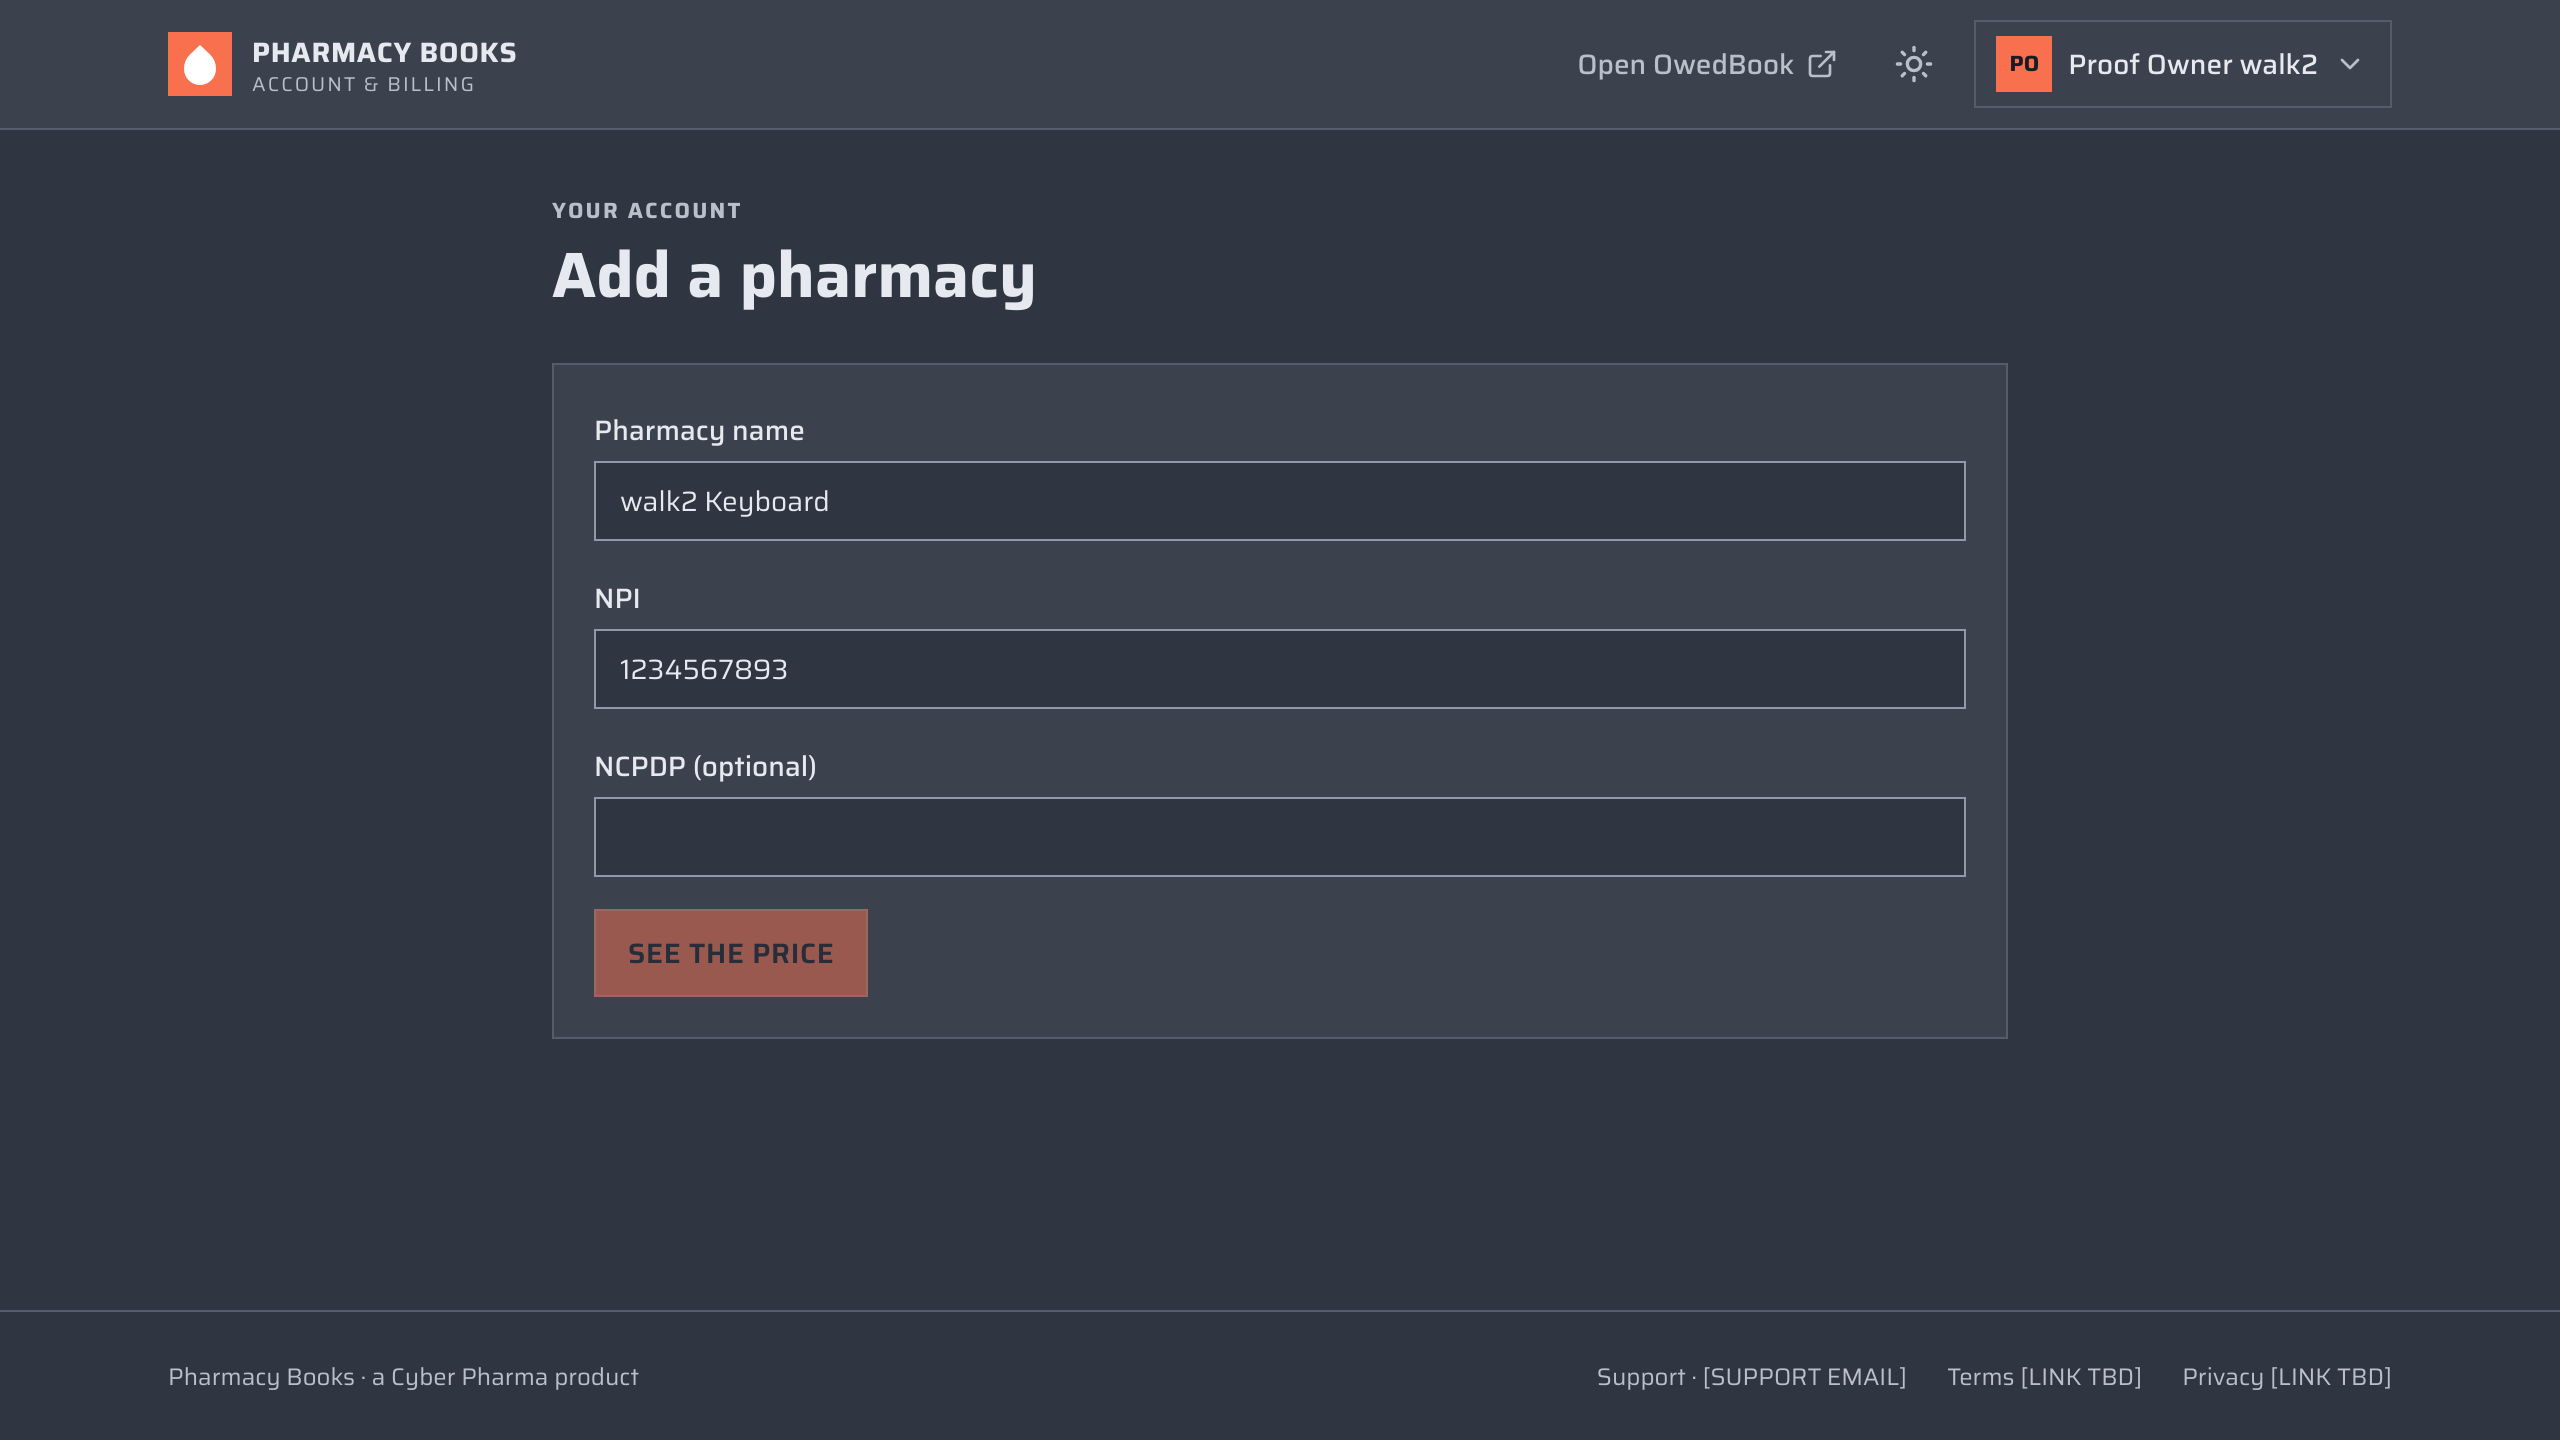 PHARMACY BOOKS
ACCOUNT & BILLING
Open OwedBook
PO
Proof Owner walk2
YOUR ACCOUNT
Add a pharmacy
Pharmacy name
walk2 Keyboard
NPI
1234567893
NCPDP (optional)
SEE THE PRICE
Pharmacy Books · a Cyber Pharma product
Support · [SUPPORT EMAIL]
Terms [LINK TBD]
Privacy [LINK TBD]